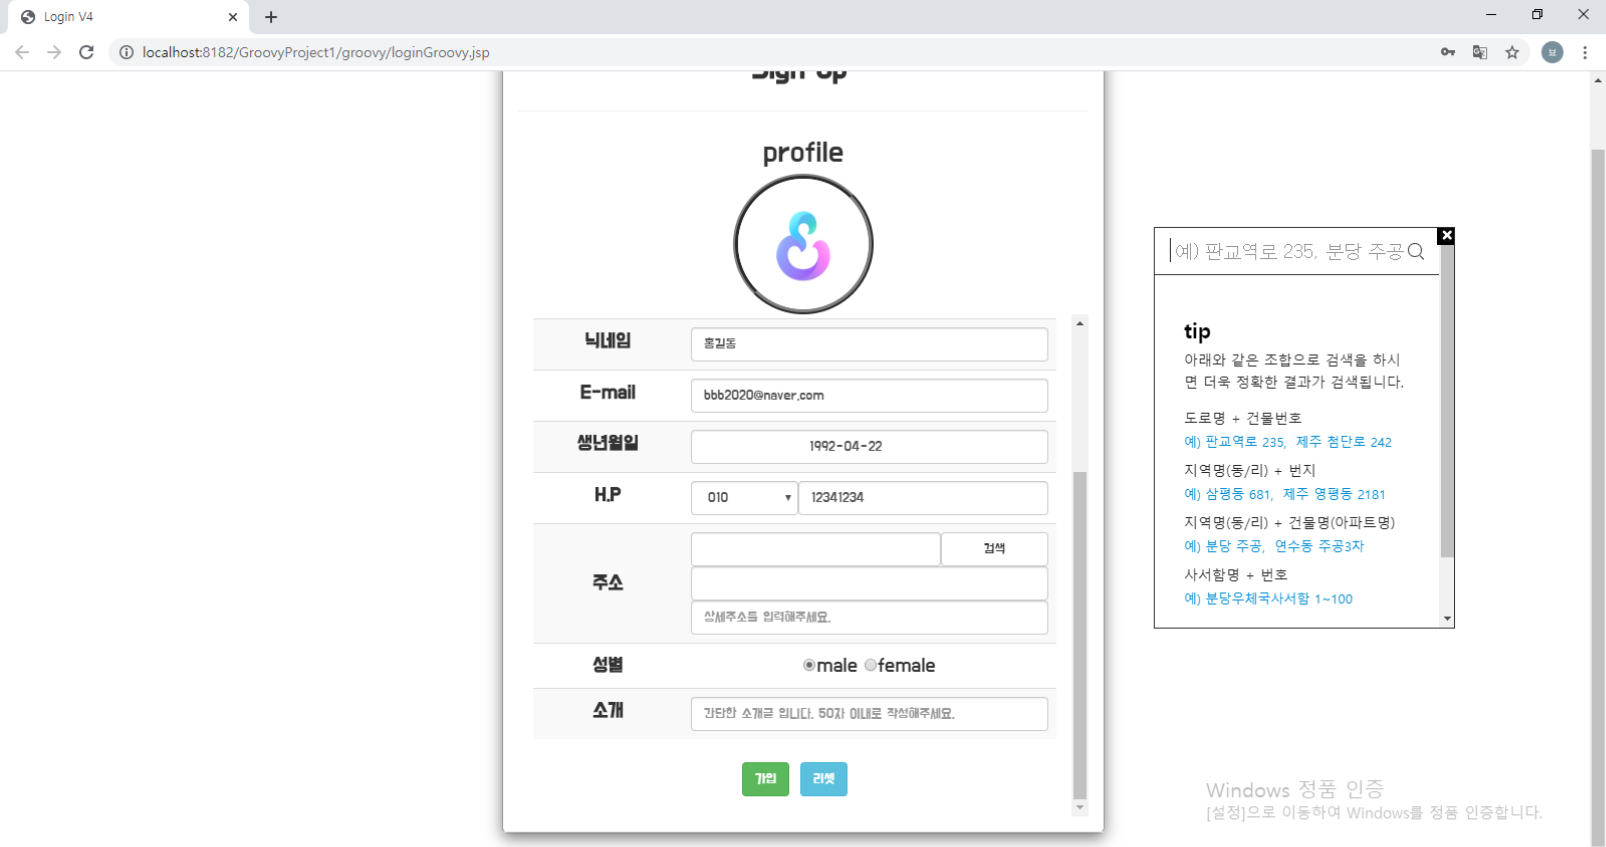 Login V4
localhost:8182/GroovyProject1/groovy/loginGroovy.jsp
보
Sign Up
profile
닉네임
홍길동
E-mail
bbb2020@naver.com
생년월일
1992-04-22
H.P
010
12341234
주소
검색
상세주소를 입력해주세요.
성별
male female
소개
간단한 소개글 입니다. 50자 이내로 작성해주세요.
가입 리셋
예) 판교역로 235, 분당 주공
tip
아래와 같은 조합으로 검색을 하시
면 더욱 정확한 결과가 검색됩니다.
도로명 + 건물번호
예) 판교역로 235, 제주 첨단로 242
지역명(동/리) + 번지
예) 삼평동 681, 제주 영평동 2181
지역명(동/리) + 건물명(아파트명)
예) 분당 주공, 연수동 주공3차
사서함명 + 번호
예) 분당우체국사서함 1~100
Windows 정품 인증
[설정]으로 이동하여 Windows를 정품 인증합니다.